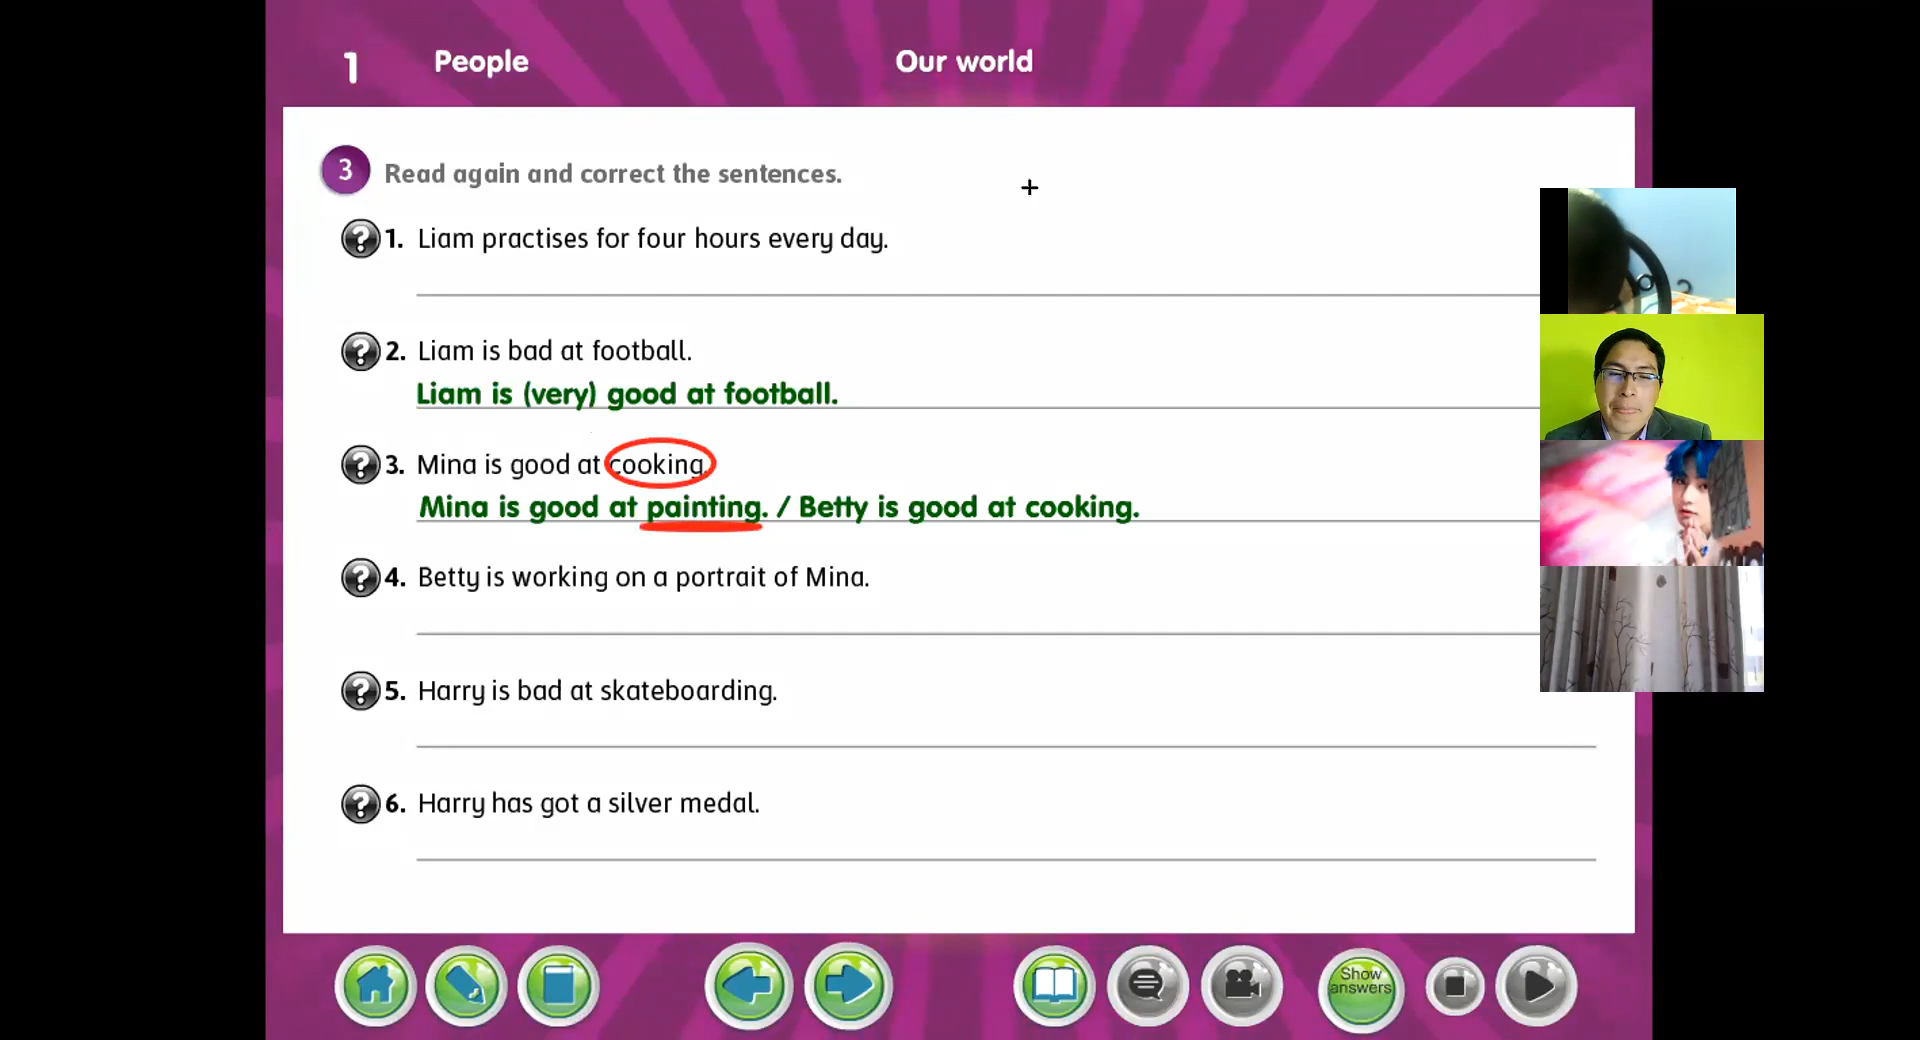 1 People Our world
3 Read again and correct the sentences.
1. Liam practises for four hours every day.
2. Liam is bad at football.
Liam is (very) good at football.
3. Mina is good at cooking.
Mina is good at painting. / Betty is good at cooking.
4. Betty is working on a portrait of Mina.
5. Harry is bad at skateboarding.
6. Harry has got a silver medal.
Show
answers